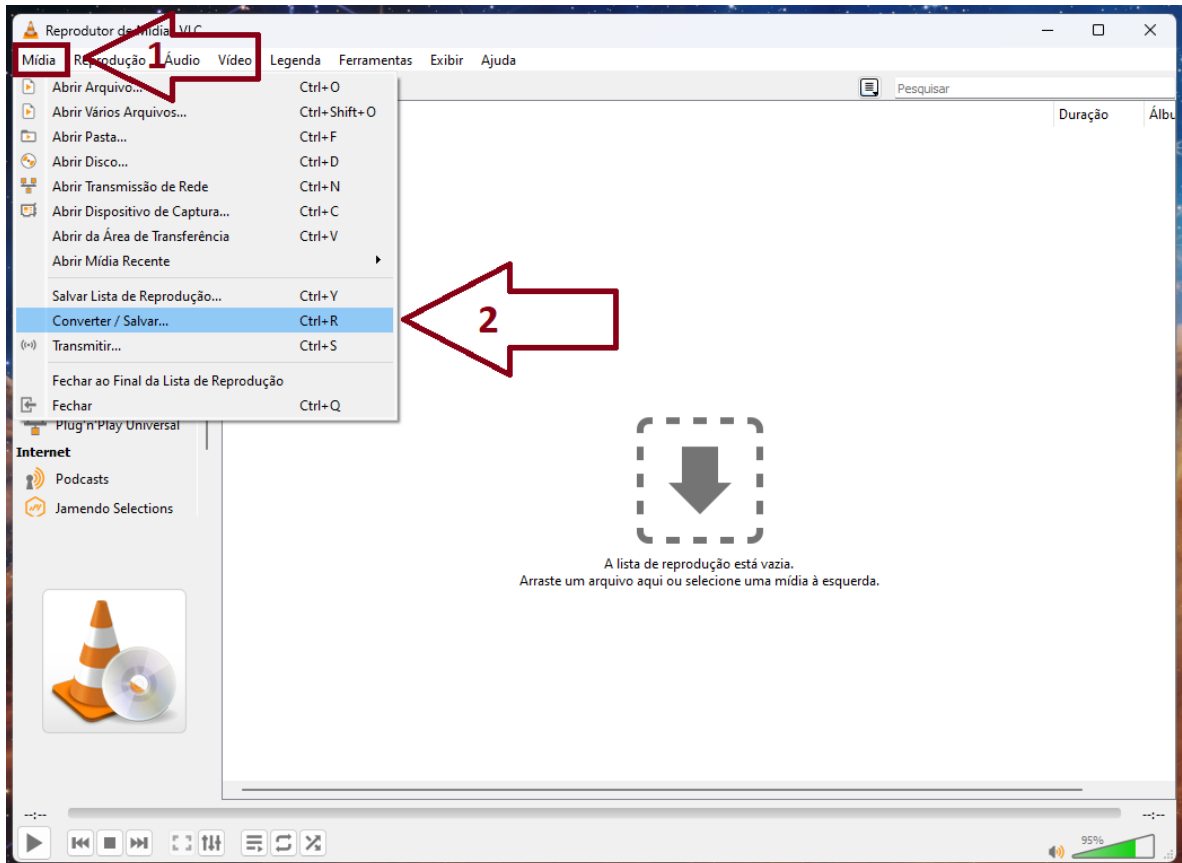 Reprodutor de Mídias VLC
Mídia Reprodução Áudio Vídeo Legenda Ferramentas Exibir Ajuda
1
Abrir Arquivo... Ctrl+O
Pesquisar
Abrir Vários Arquivos... Ctrl+Shift+O
Duração Álbu
Abrir Pasta... Ctrl+F
Abrir Disco... Ctrl+D
Abrir Transmissão de Rede Ctrl+N
Abrir Dispositivo de Captura... Ctrl+C
Abrir da Área de Transferência Ctrl+V
Abrir Mídia Recente
Salvar Lista de Reprodução... Ctrl+Y
Converter / Salvar... Ctrl+R
2
Transmitir... Ctrl+S
Fechar ao Final da Lista de Reprodução
Fechar Ctrl+Q
Plug'n'Play Universal
Internet
Podcasts
Jamendo Selections
A lista de reprodução está vazia.
Arraste um arquivo aqui ou selecione uma mídia à esquerda.
--:-- --:--
95%